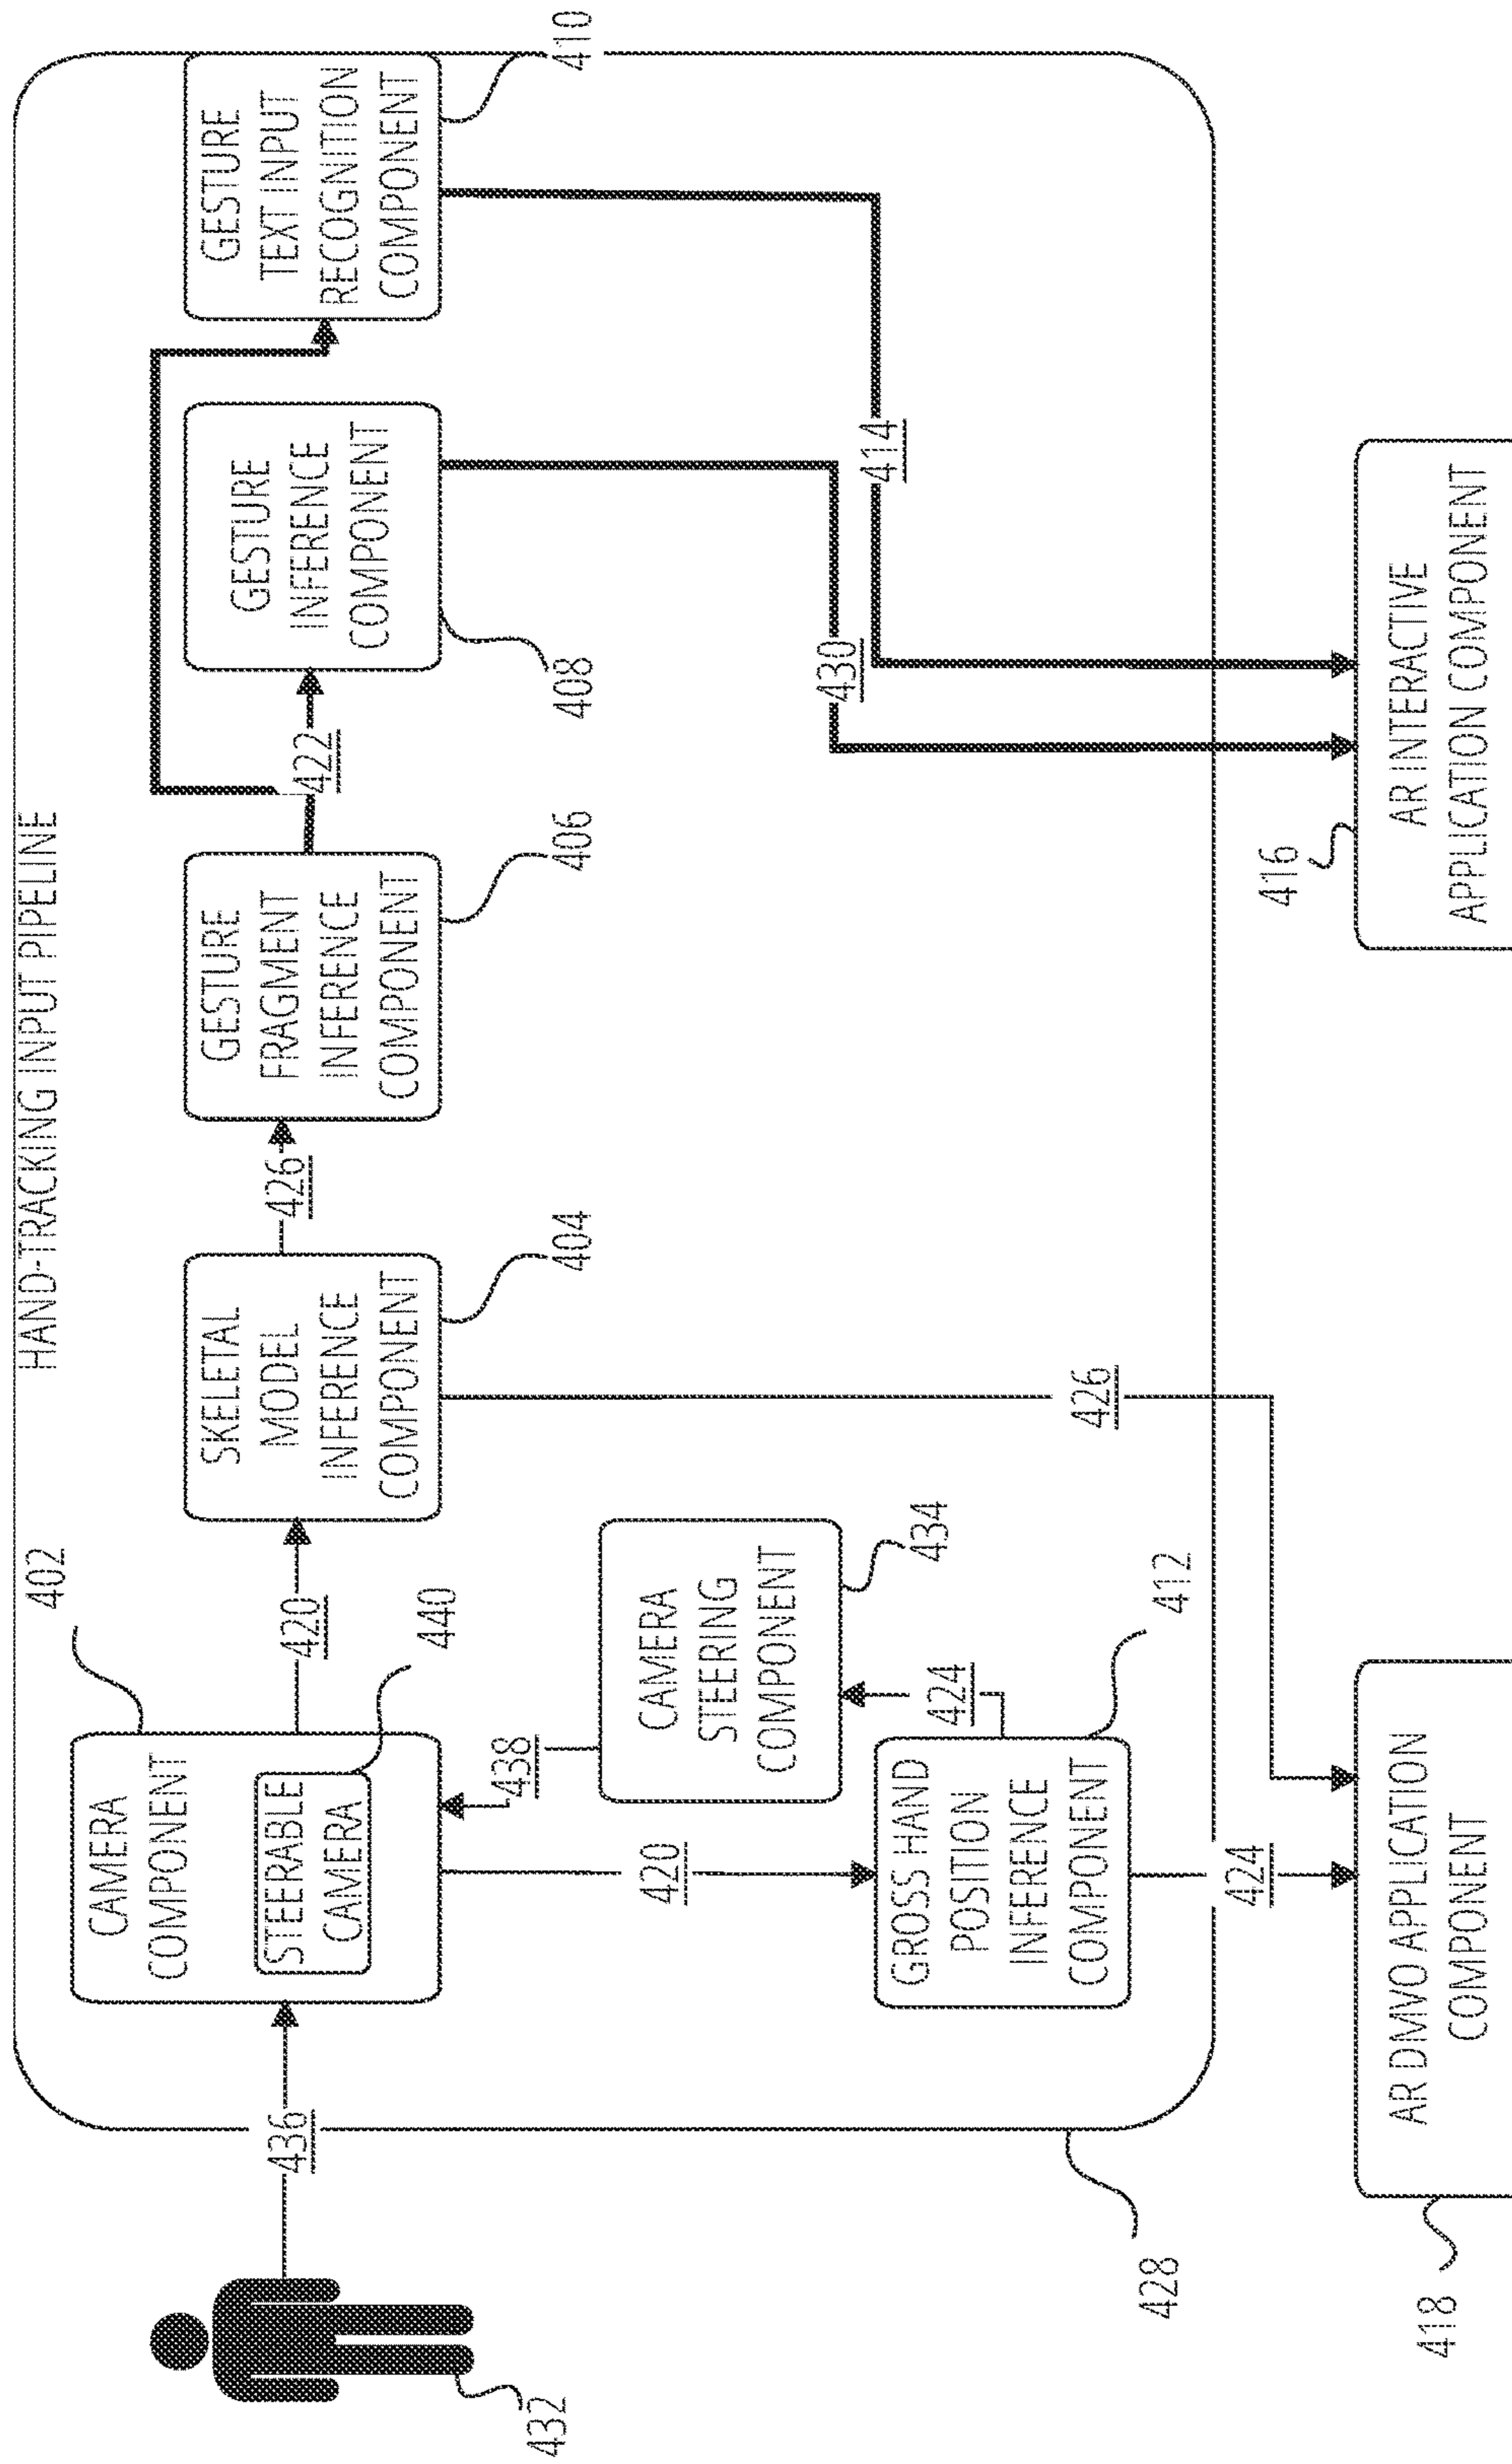 HAND-TRACKING INPUT PIPELINE
402
CAMERA
COMPONENT
STEERABLE
CAMERA
440
436
432
420
SKELETAL
MODEL
INFERENCE
COMPONENT
404
426
GESTURE
FRAGMENT
INFERENCE
COMPONENT
406
422
GESTURE
INFERENCE
COMPONENT
408
GESTURE
TEXT INPUT
RECOGNITION
COMPONENT
410
438
CAMERA
STEERING
COMPONENT
434
420
424
GROSS HAND
POSITION
INFERENCE
COMPONENT
412
426
430
414
424
428
AR DMVO APPLICATION
COMPONENT
418
AR INTERACTIVE
APPLICATION COMPONENT
416